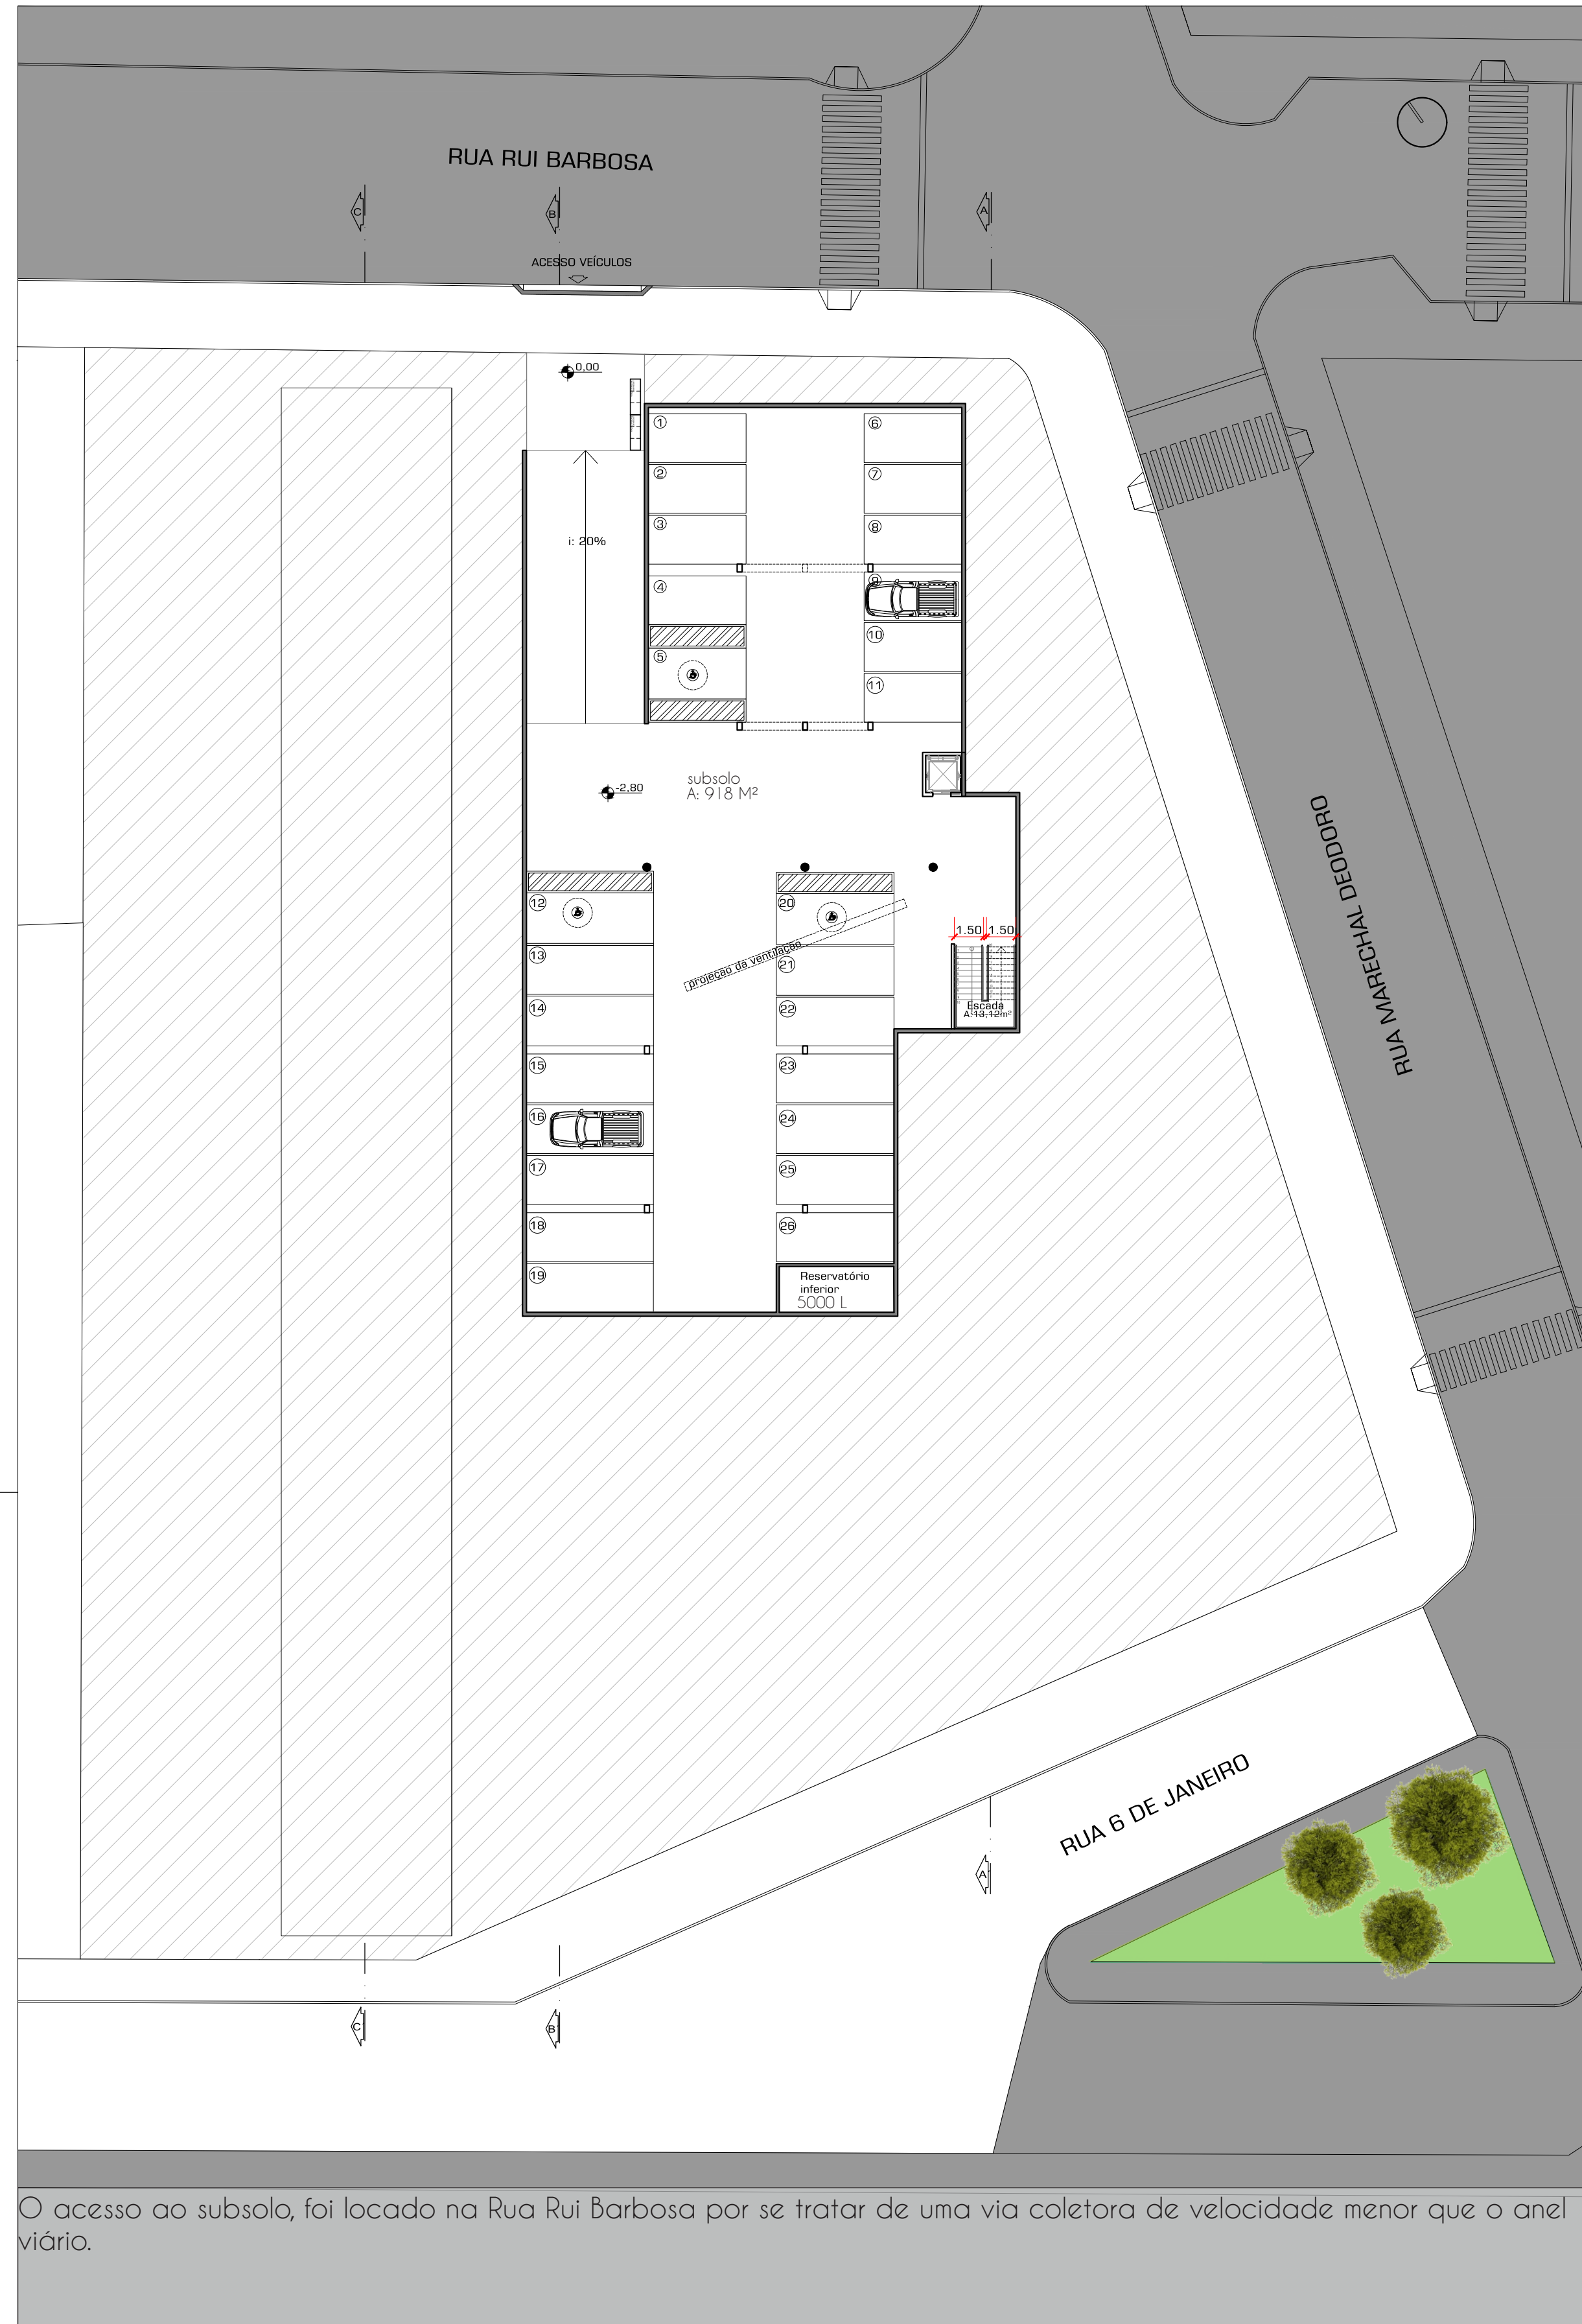 RUA RUI BARBOSA
C
B
A
ACESSO VEÍCULOS
0,00
1
6
2
7
3
8
i: 20%
4
9
10
5
11
subsolo
A: 918 M²
-2,80
RUA MARECHAL DEODORO
12
20
1.50
1.50
projeção da ventilação
13
21
14
22
Escada
A:13,12m²
15
23
16
24
17
25
18
26
19
Reservatório
inferior
5000 L
RUA 6 DE JANEIRO
A
C
B
O acesso ao subsolo, foi locado na Rua Rui Barbosa por se tratar de uma via coletora de velocidade menor que o anel
viário.